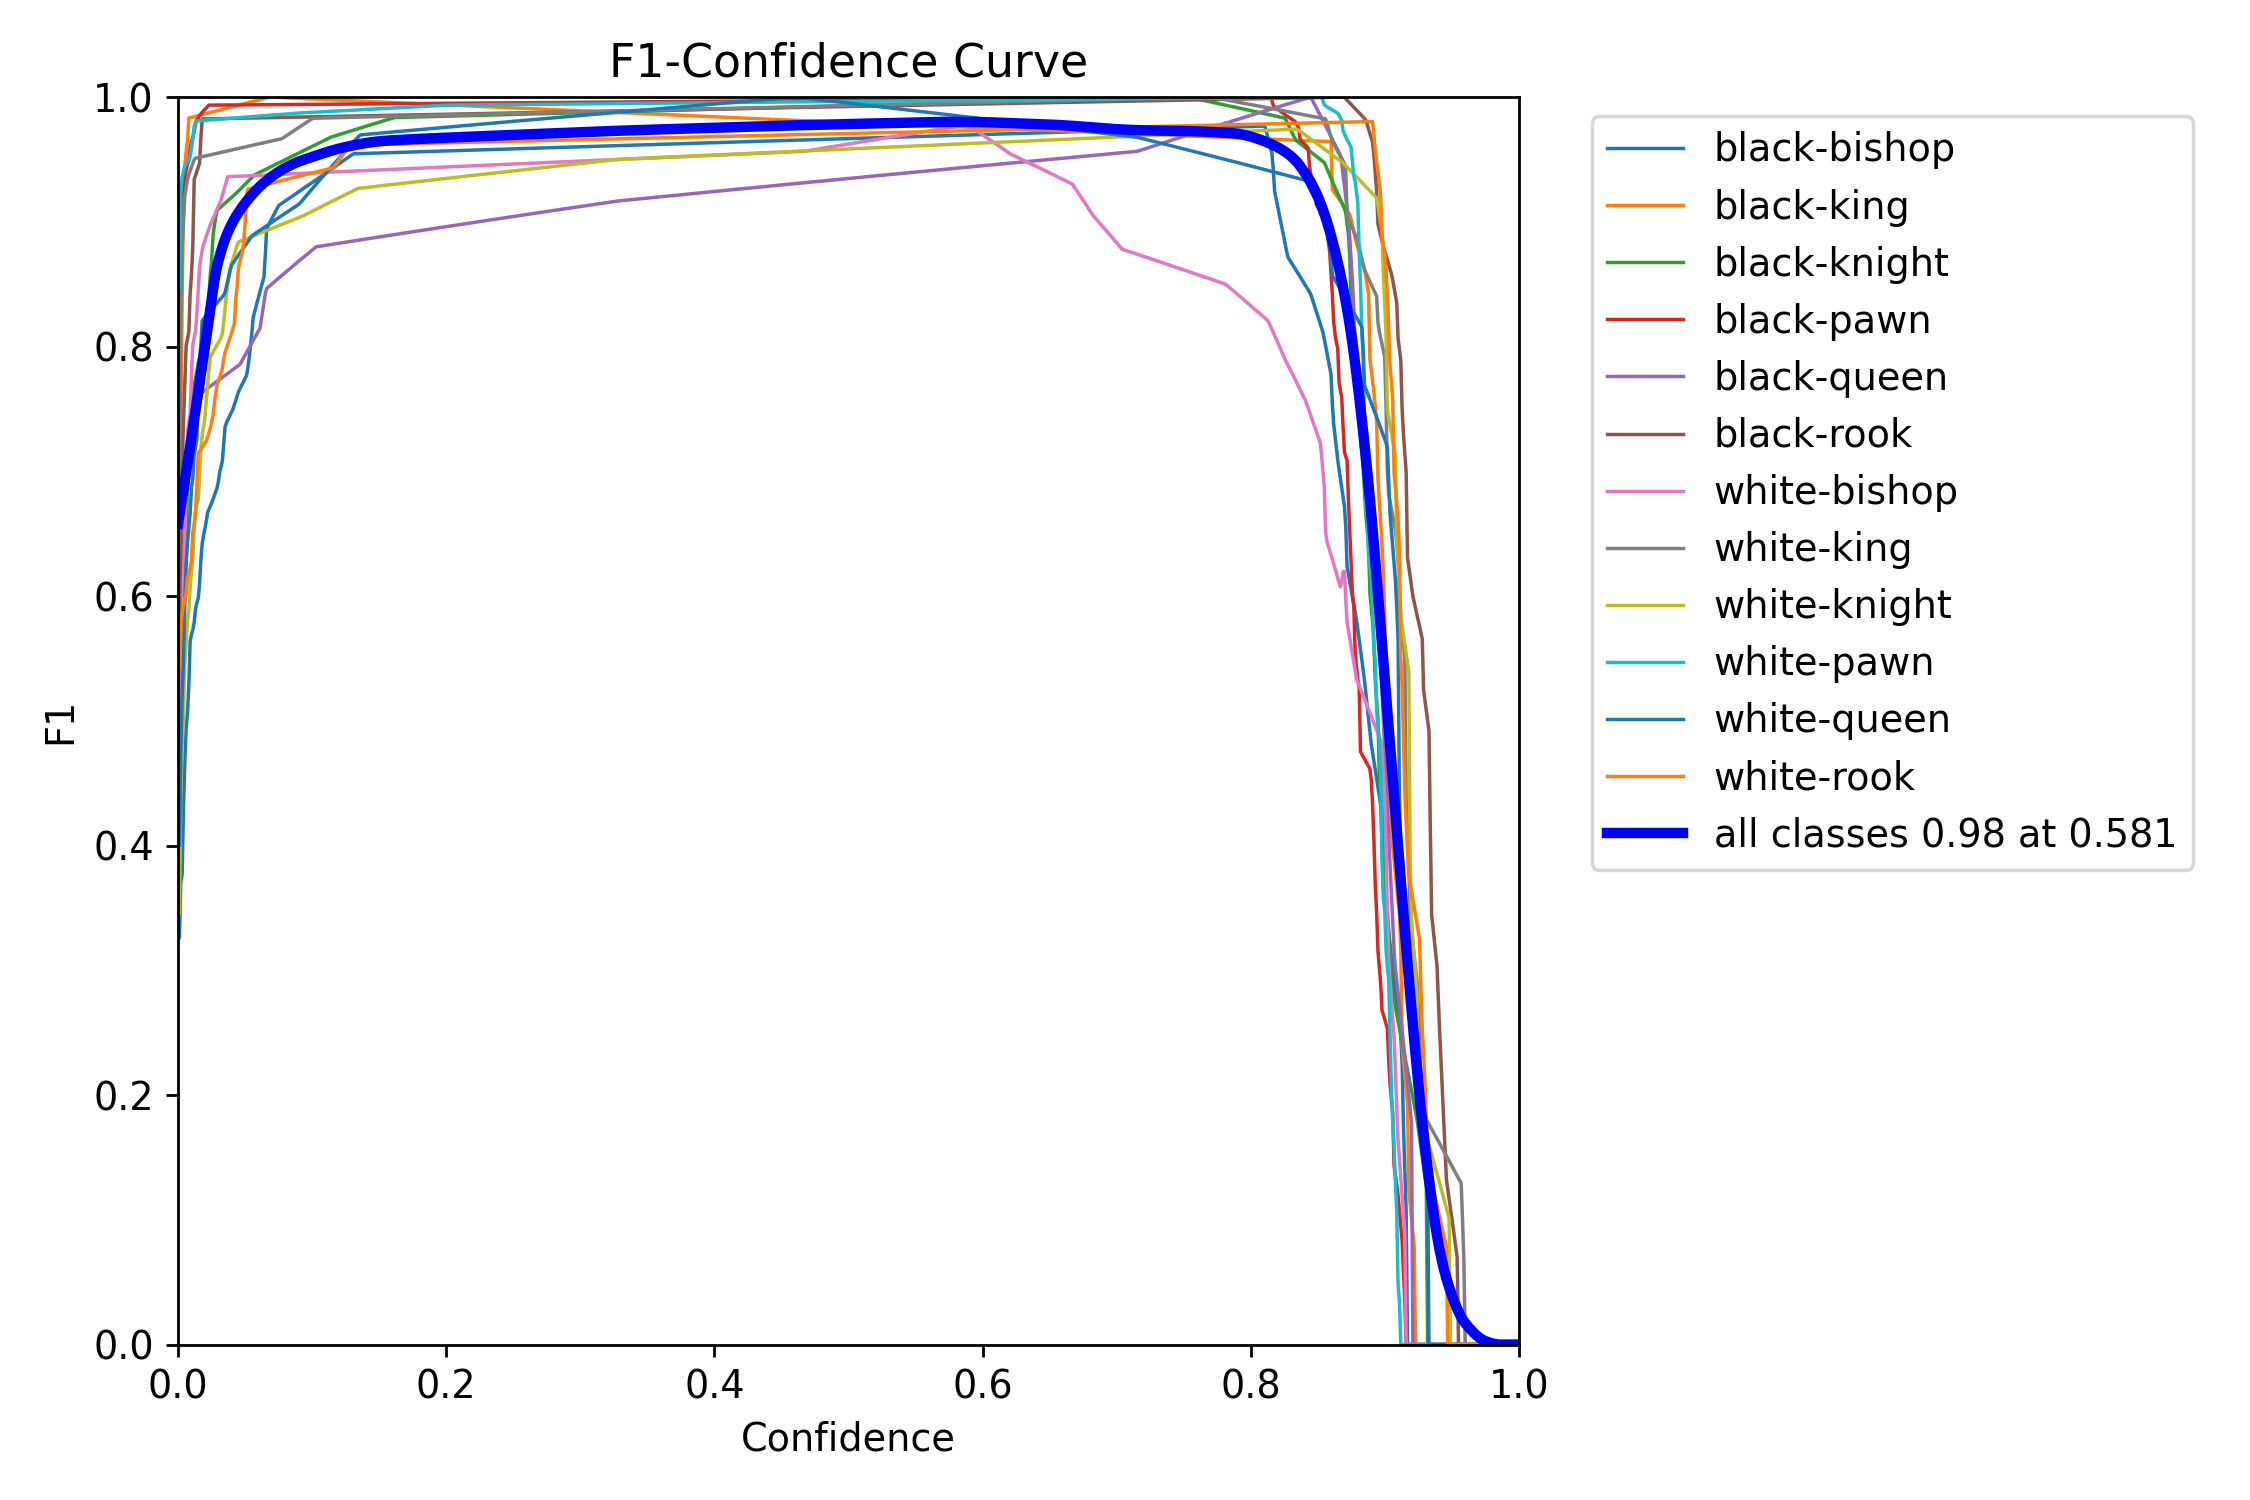 F1-Confidence Curve
1.0
0.8
0.6
0.4
0.2
0.0
F1
0.0 0.2 0.4 0.6 0.8 1.0
Confidence
black-bishop
black-king
black-knight
black-pawn
black-queen
black-rook
white-bishop
white-king
white-knight
white-pawn
white-queen
white-rook
all classes 0.98 at 0.581